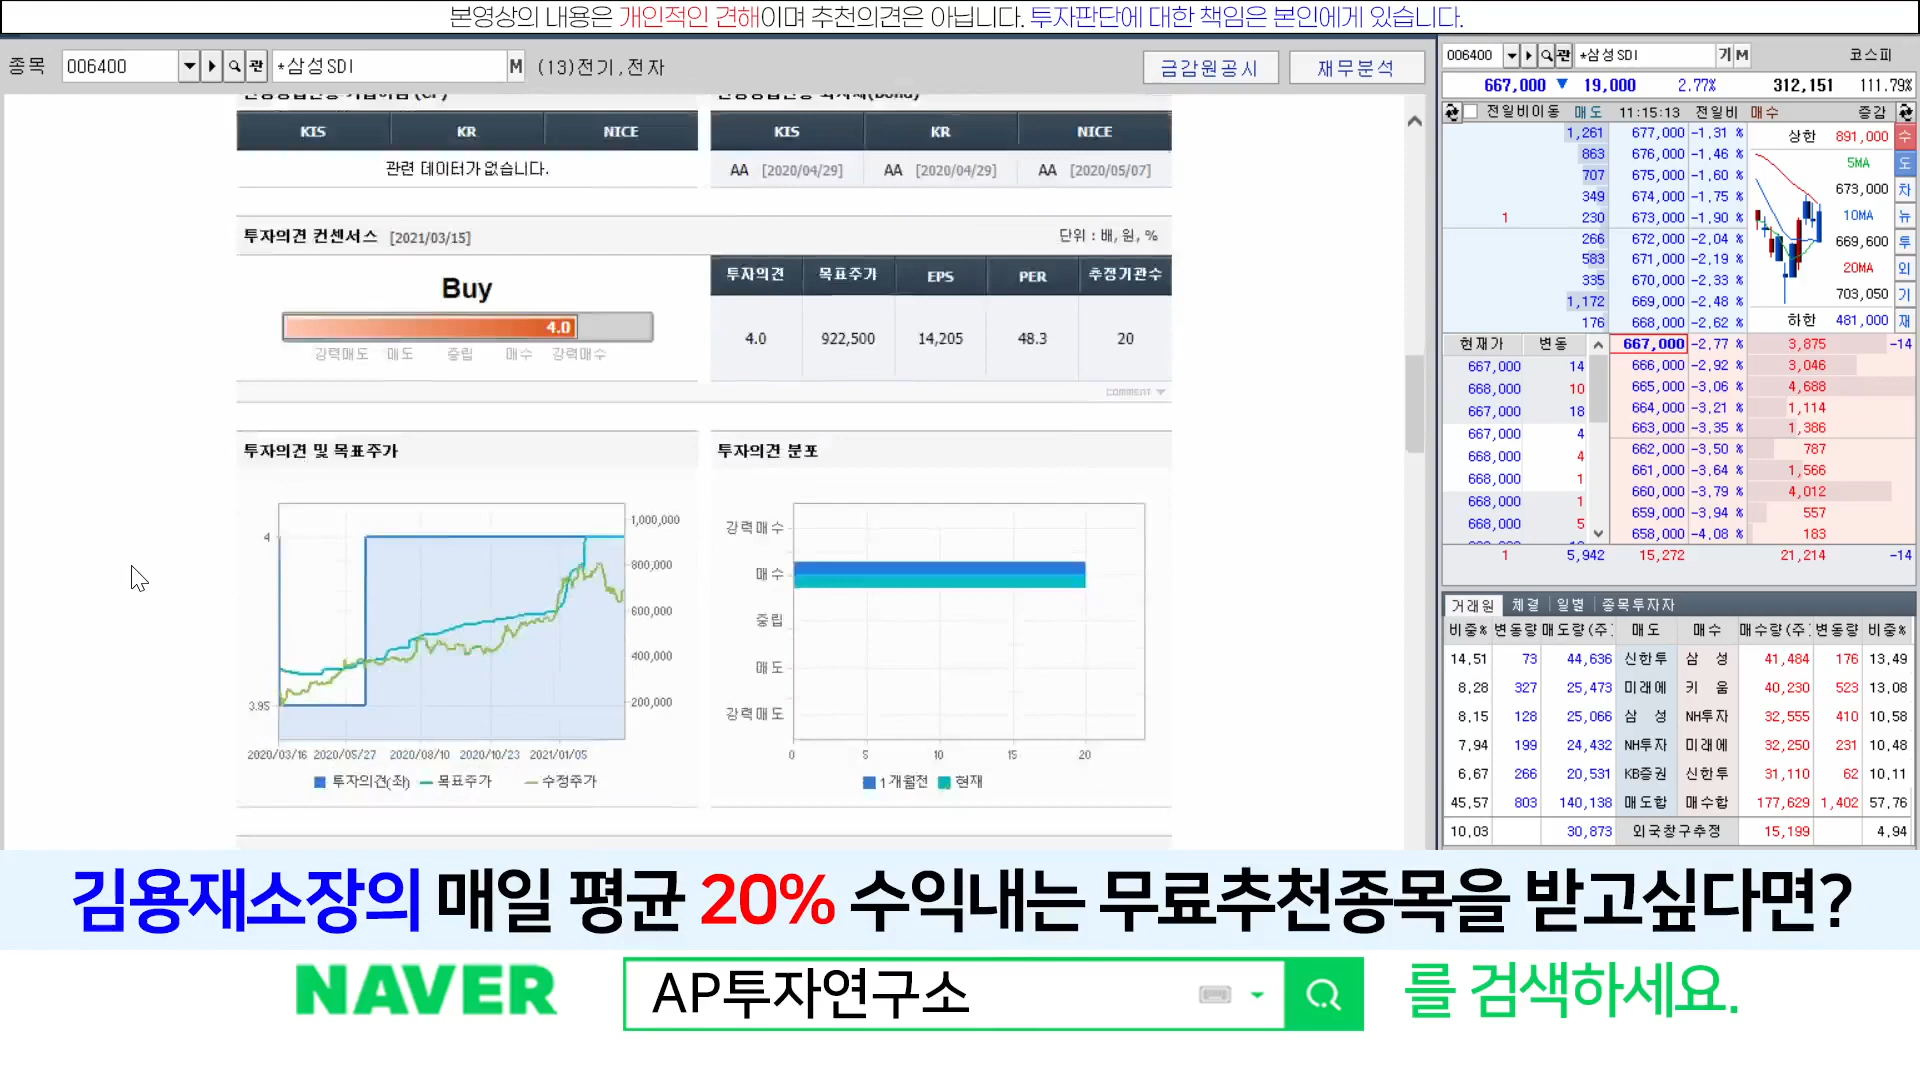 본영상의 내용은 개인적인 견해이며 추천의견은 아닙니다. 투자판단에 대한 책임은 본인에게 있습니다.
종목 006400 관 *삼성SDI M (13)전기,전자 금감원공시 재무분석
KIS KR NICE
관련 데이터가 없습니다.
KIS KR NICE
AA [2020/04/29] AA [2020/04/29] AA [2020/05/07]
투자의견 컨센서스 [2021/03/15] 단위 : 배, 원, %
Buy
4.0
강력매도 매도 중립 매수 강력매수
투자의견 목표주가 EPS PER 추정기관수
4.0 922,500 14,205 48.3 20
COMMENT
투자의견 및 목표주가
4
3.95
1,000,000
800,000
600,000
400,000
200,000
2020/03/16 2020/05/27 2020/08/10 2020/10/23 2021/01/05
투자의견(좌) 목표주가 수정주가
투자의견 분포
강력매수
매수
중립
매도
강력매도
0 5 10 15 20
1개월전 현재
006400 관 *삼성SDI 기 M 코스피
667,000 ▼ 19,000 2.77% 312,151 111.79%
전일비이동 매도 11:15:13 전일비 매수 증감
1,261 677,000 -1.31 %
863 676,000 -1.46 %
707 675,000 -1.60 %
349 674,000 -1.75 %
1 230 673,000 -1.90 %
266 672,000 -2.04 %
583 671,000 -2.19 %
335 670,000 -2.33 %
1,172 669,000 -2.48 %
176 668,000 -2.62 %
상한 891,000
5MA
673,000
10MA
669,600
20MA
703,050
하한 481,000
수
도
차
뉴
투
외
기
재
현재가 변동
667,000 14
668,000 10
667,000 18
667,000 4
668,000 4
668,000 1
668,000 1
668,000 5
667,000 -2.77 % 3,875 -14
666,000 -2.92 % 3,046
665,000 -3.06 % 4,688
664,000 -3.21 % 1,114
663,000 -3.35 % 1,386
662,000 -3.50 % 787
661,000 -3.64 % 1,566
660,000 -3.79 % 4,012
659,000 -3.94 % 557
658,000 -4.08 % 183
1 5,942 15,272 21,214 -14
거래원 체결 일별 종목투자자
비중% 변동량 매도량(주) 매도 매수 매수량(주) 변동량 비중%
14.51 73 44,636 신한투 삼 성 41,484 176 13.49
8.28 327 25,473 미래에 키 움 40,230 523 13.08
8.15 128 25,066 삼 성 NH투자 32,555 410 10.58
7.94 199 24,432 NH투자 미래에 32,250 231 10.48
6.67 266 20,531 KB증권 신한투 31,110 62 10.11
45.57 803 140,138 매도합 매수합 177,629 1,402 57.76
10.03 30,873 외국창구추정 15,199 4.94
김용재소장의 매일 평균 20% 수익내는 무료추천종목을 받고싶다면?
NAVER AP투자연구소 를 검색하세요.